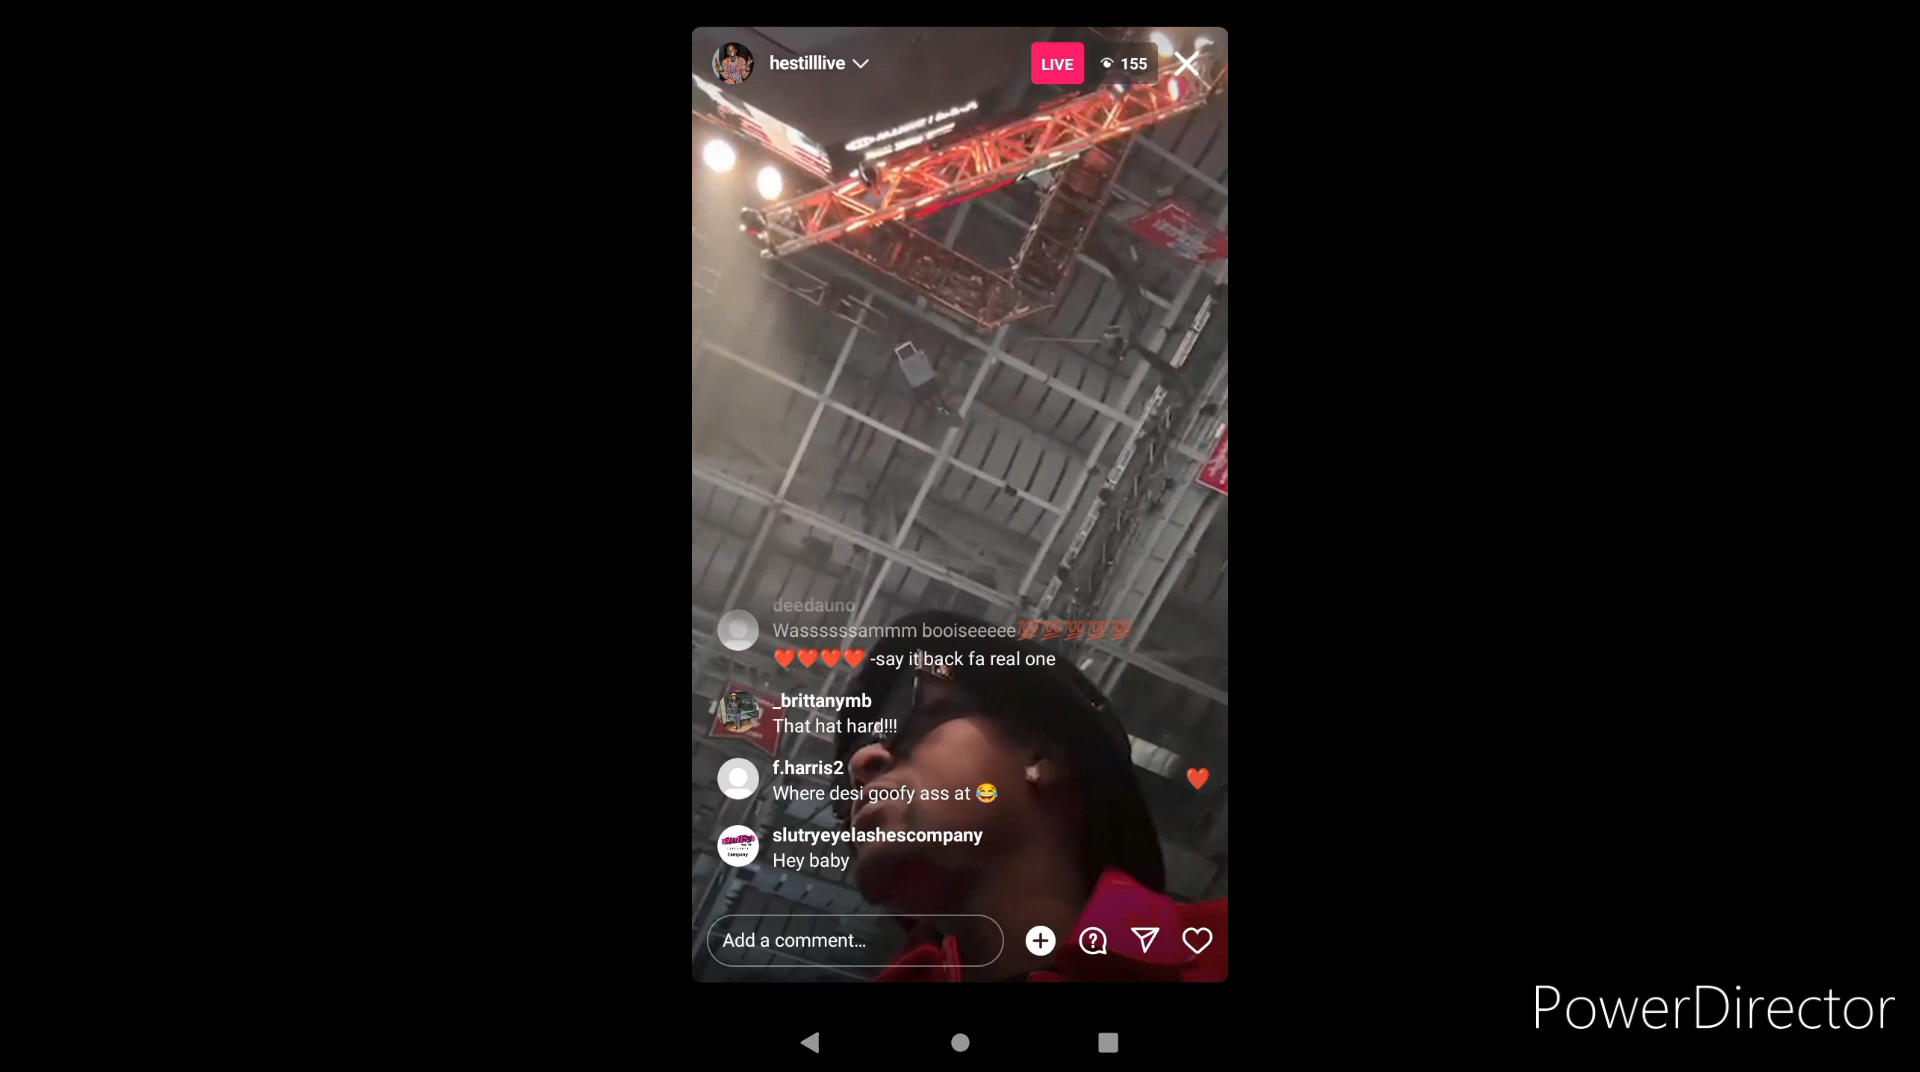 hestilllive
LIVE
155
deedauno
Wassssssammm booiseeeee💯💯💯💯💯
❤️❤️❤️❤️ -say it back fa real one
_brittanymb
That hat hard!!!
f.harris2
Where desi goofy ass at 😂
slutryeyelashescompany
Hey baby
Add a comment...
PowerDirector